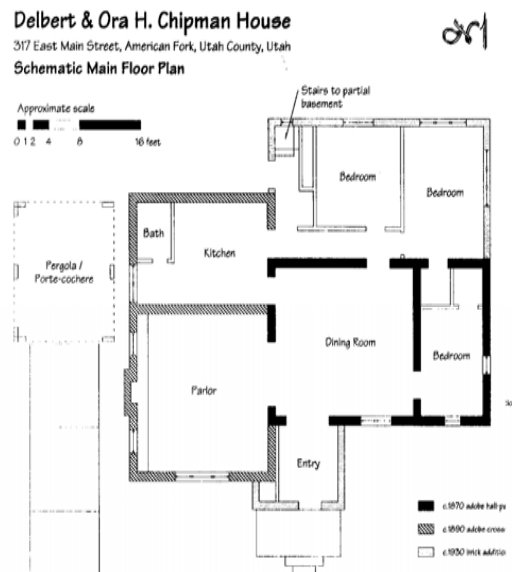 Delbert & Ora H. Chipman House
317 East Main Street, American Fork, Utah County, Utah
Schematic Main Floor Plan
Approximate scale
0 1 2 4 8 16 feet
Stairs to partial
basement
Bedroom
Bedroom
Bath
Kitchen
Pergola /
Porte-cochere
Dining Room
Bedroom
Parlor
Entry
c.1870 adobe hall-pa
c.1890 adobe cross
c.1930 brick additio